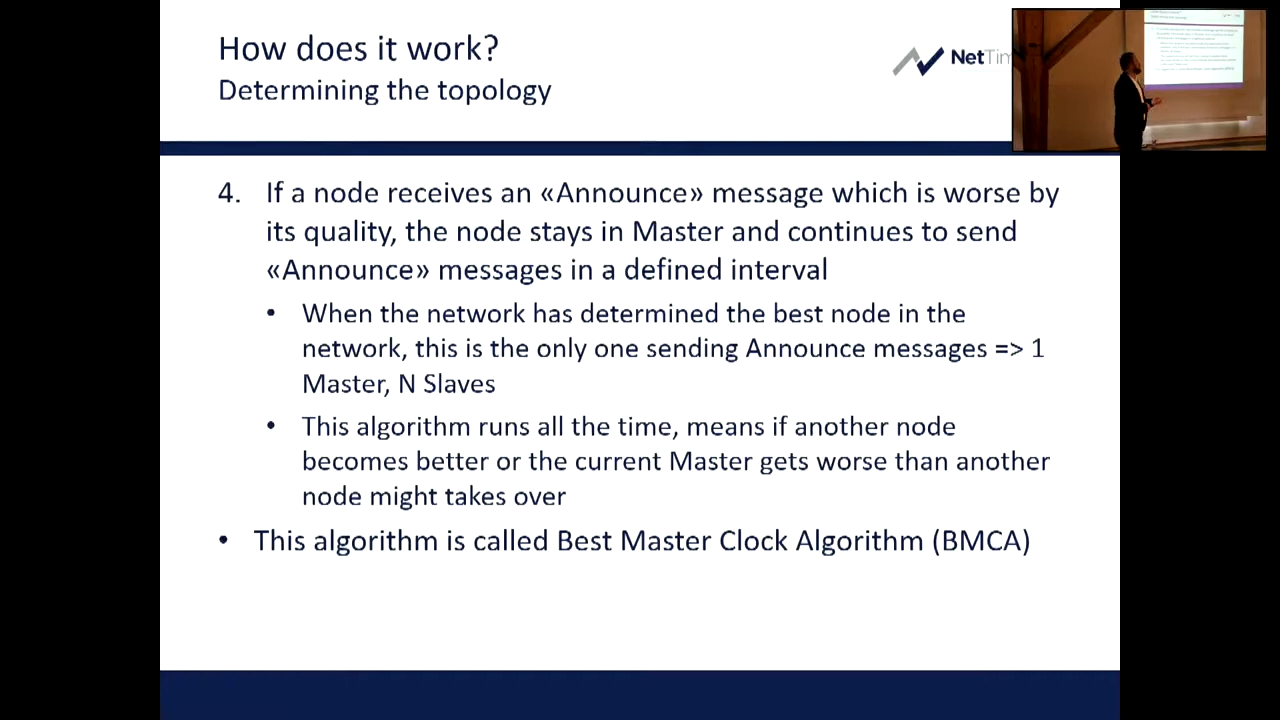 How does it work?
Determining the topology
NetTim
4. If a node receives an «Announce» message which is worse by
its quality, the node stays in Master and continues to send
«Announce» messages in a defined interval
• When the network has determined the best node in the
network, this is the only one sending Announce messages => 1
Master, N Slaves
• This algorithm runs all the time, means if another node
becomes better or the current Master gets worse than another
node might takes over
• This algorithm is called Best Master Clock Algorithm (BMCA)